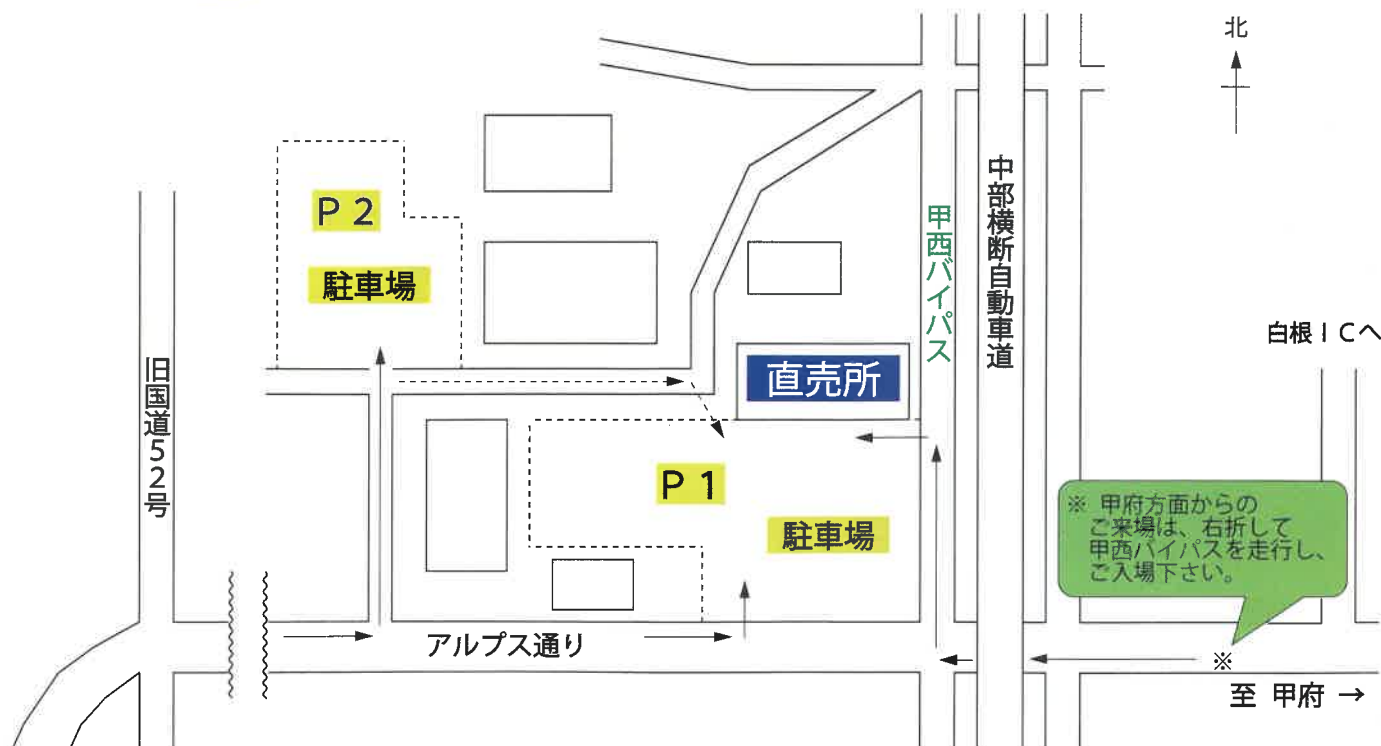 北
中部横断自動車道
甲西バイパス
P 2
駐車場
白根ICへ
旧国道52号
直売所
P 1
駐車場
※ 甲府方面からの
ご来場は、右折して
甲西バイパスを走行し、
ご入場下さい。
アルプス通り
※
至 甲府 →